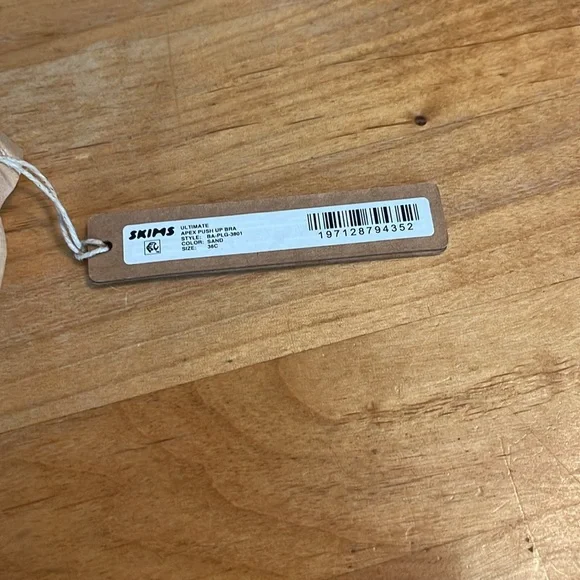 SKIMS
ULTIMATE
APEX PUSH UP BRA
STYLE: BA-PLG-3801
COLOR: SAND
SIZE: 36C
197128794352